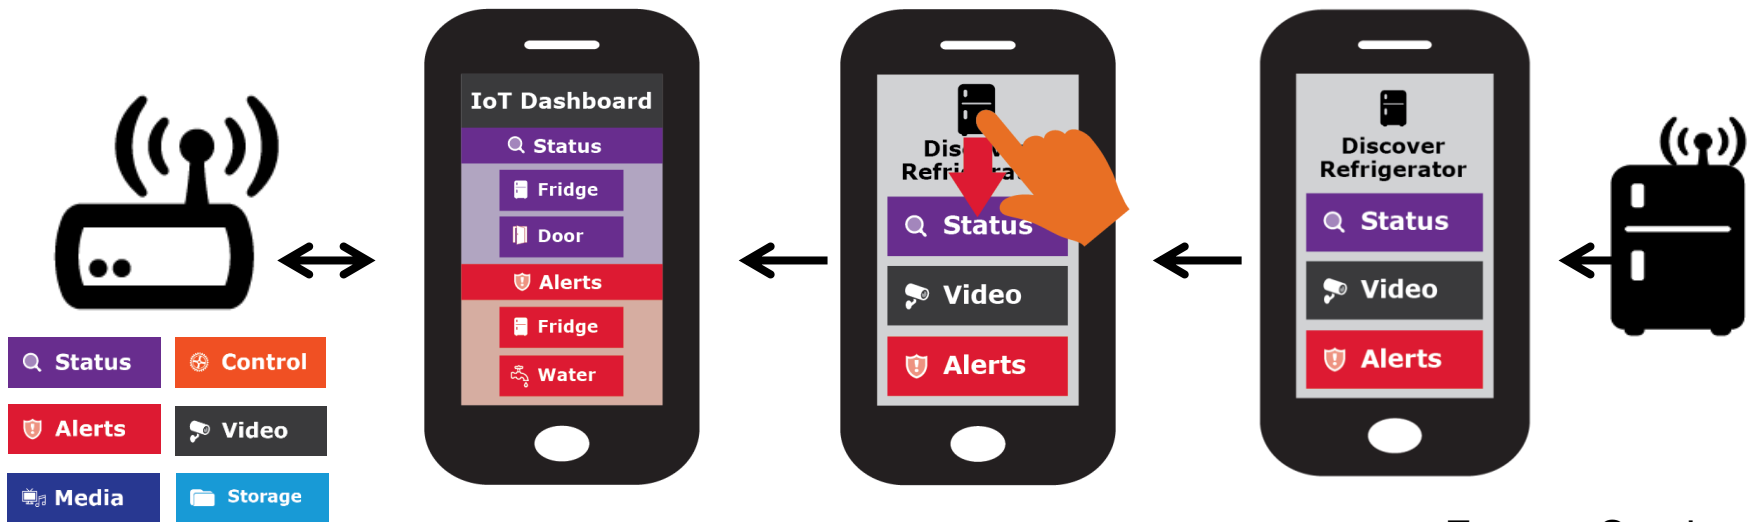 Status
Control
Alerts
Video
Media
Storage
IoT Dashboard
Status
Fridge
Door
Alerts
Fridge
Water
Status
Video
Alerts
Discover
Refrigerator
Status
Video
Alerts